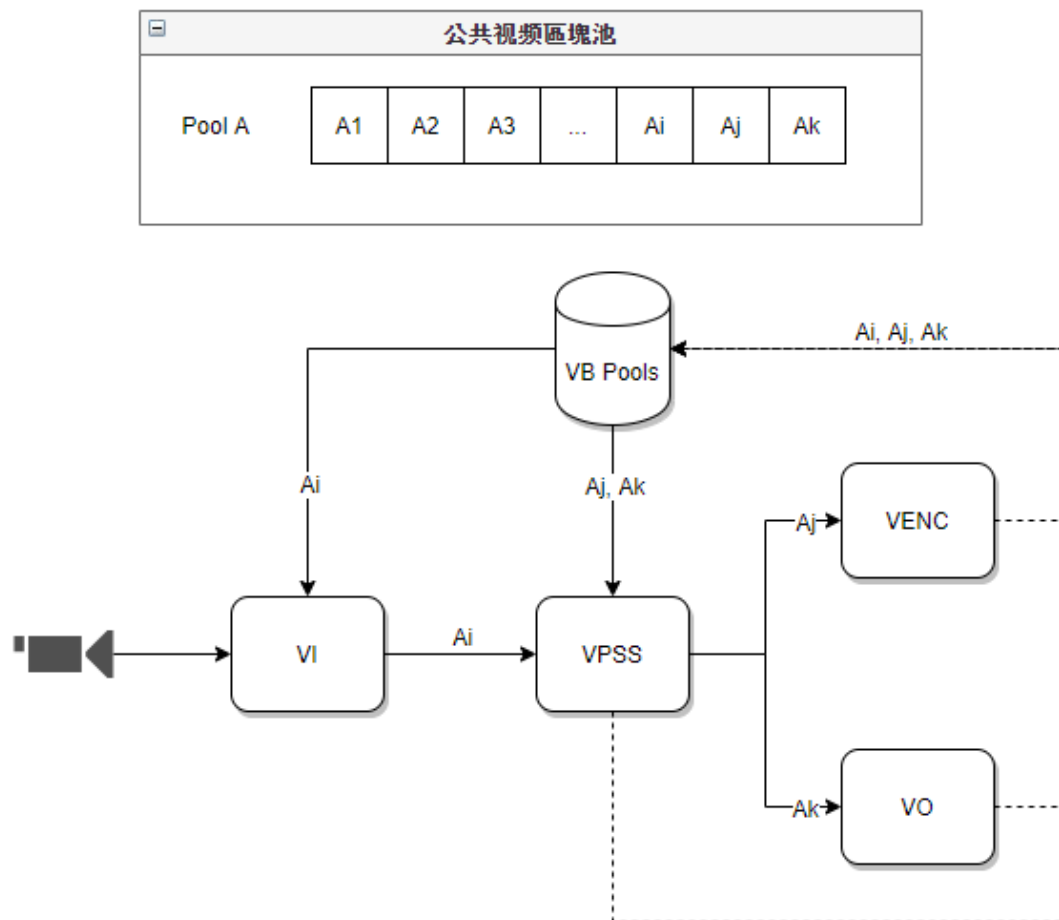 公共视频區塊池
Pool A A1 A2 A3 ... Ai Aj Ak
Ai, Aj, Ak
VB Pools
Ai
Aj, Ak
Aj
VENC
VI
Ai
VPSS
Ak
VO